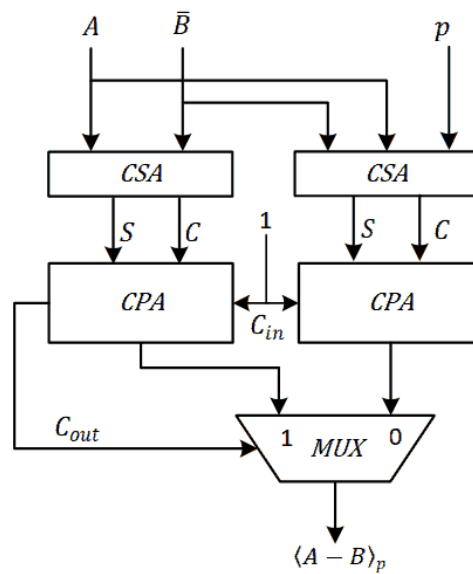 A B̄ p
CSA CSA
S C 1 S C
CPA CPA
C_in
1 MUX 0
C_out
⟨A − B⟩_p